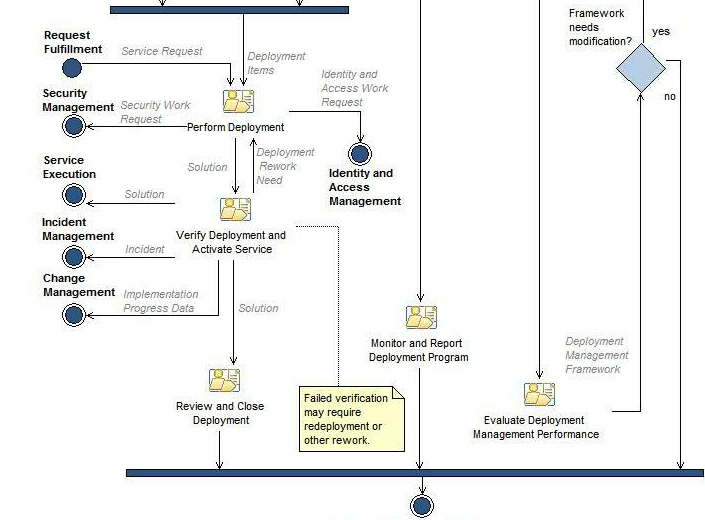 Framework
needs
modification?
yes
no
Request
Fulfillment
Service Request
Deployment
Items
Identity and
Access Work
Request
Security
Management
Security Work
Request
Perform Deployment
Identity and
Access
Management
Service
Execution
Solution
Deployment
Rework
Need
Solution
Verify Deployment and
Activate Service
Incident
Management
Incident
Change
Management
Implementation
Progress Data
Solution
Monitor and Report
Deployment Program
Deployment
Management
Framework
Review and Close
Deployment
Failed verification
may require
redeployment or
other rework.
Evaluate Deployment
Management Performance